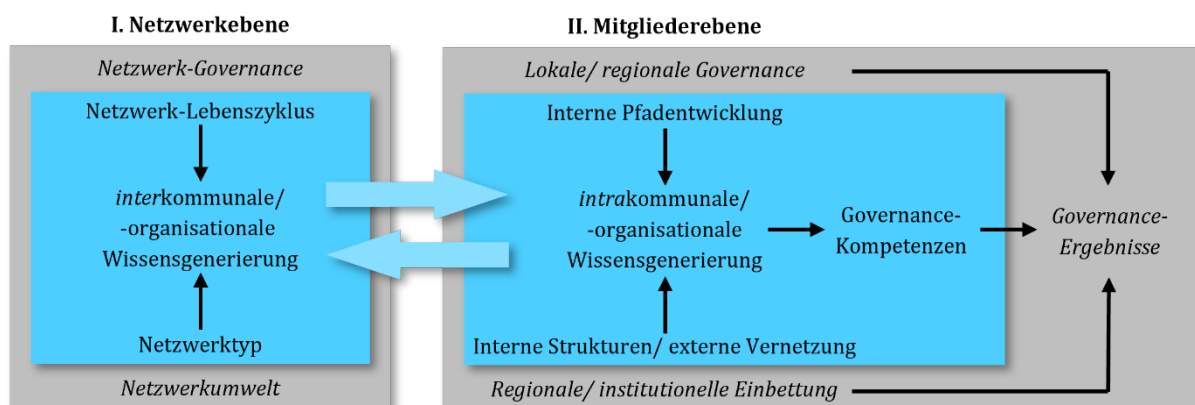 I. Netzwerkebene
Netzwerk-Governance
Netzwerk-Lebenszyklus
interkommunale/
-organisationale
Wissensgenerierung
Netzwerktyp
Netzwerkumwelt
II. Mitgliederebene
Lokale/ regionale Governance
Interne Pfadentwicklung
intrakommunale/
-organisationale
Wissensgenerierung
Governance-
Kompetenzen
Governance-
Ergebnisse
Interne Strukturen/ externe Vernetzung
Regionale/ institutionelle Einbettung